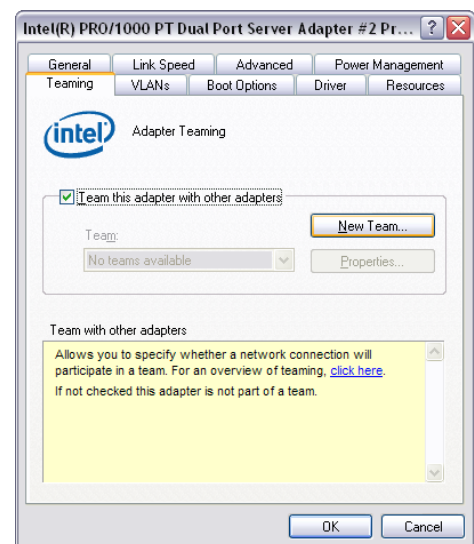 Intel(R) PRO/1000 PT Dual Port Server Adapter #2 Pr...
General Link Speed Advanced Power Management
Teaming VLANs Boot Options Driver Resources
intel Adapter Teaming
Team this adapter with other adapters
New Team...
Team:
No teams available
Properties...
Team with other adapters
Allows you to specify whether a network connection will
participate in a team. For an overview of teaming, click here.
If not checked this adapter is not part of a team.
OK Cancel